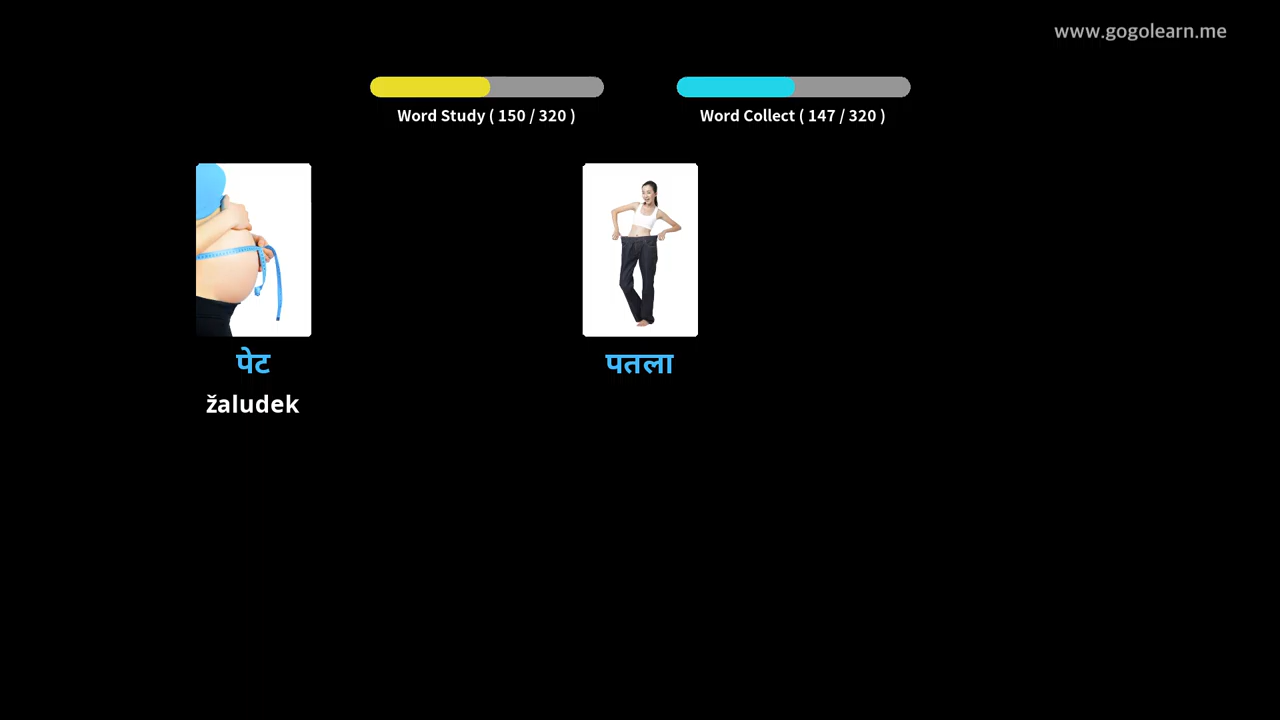 www.gogolearn.me
Word Study ( 150 / 320 )
Word Collect ( 147 / 320 )
पेट
पतला
žaludek